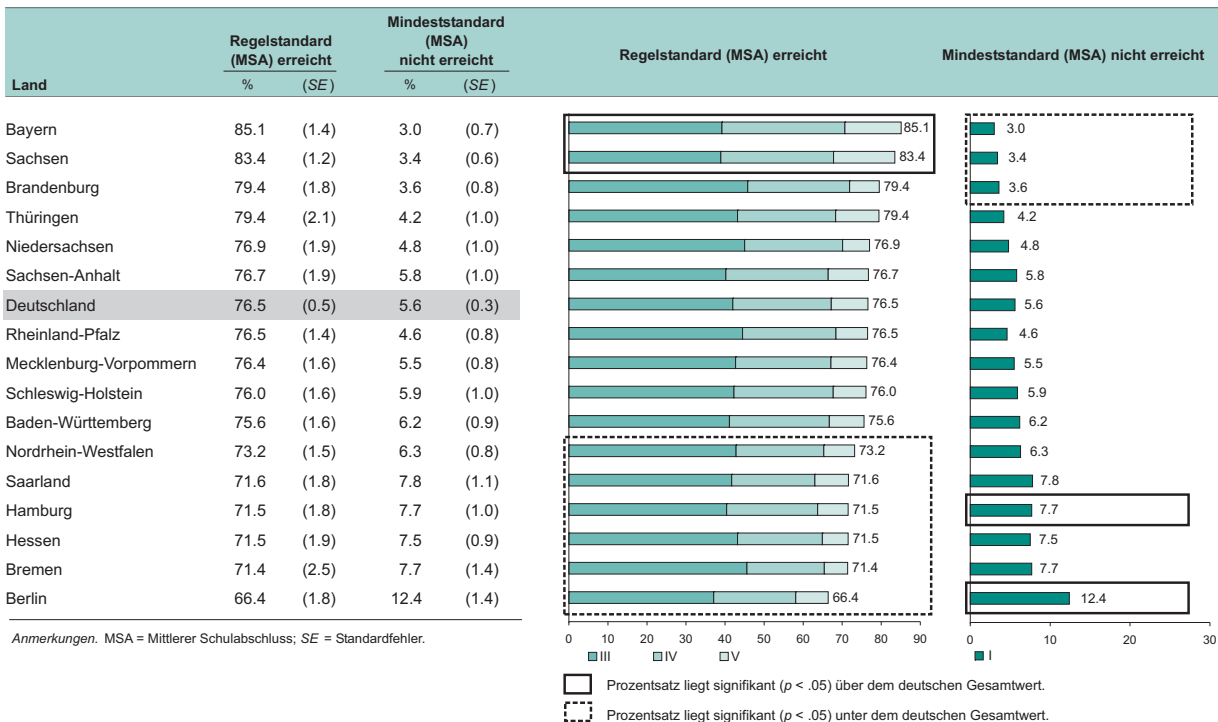 Land
Regelstandard (MSA) erreicht
% (SE)
Mindeststandard (MSA) nicht erreicht
% (SE)
Regelstandard (MSA) erreicht
Mindeststandard (MSA) nicht erreicht
Bayern 85.1 (1.4) 3.0 (0.7) 85.1 3.0
Sachsen 83.4 (1.2) 3.4 (0.6) 83.4 3.4
Brandenburg 79.4 (1.8) 3.6 (0.8) 79.4 3.6
Thüringen 79.4 (2.1) 4.2 (1.0) 79.4 4.2
Niedersachsen 76.9 (1.9) 4.8 (1.0) 76.9 4.8
Sachsen-Anhalt 76.7 (1.9) 5.8 (1.0) 76.7 5.8
Deutschland 76.5 (0.5) 5.6 (0.3) 76.5 5.6
Rheinland-Pfalz 76.5 (1.4) 4.6 (0.8) 76.5 4.6
Mecklenburg-Vorpommern 76.4 (1.6) 5.5 (0.8) 76.4 5.5
Schleswig-Holstein 76.0 (1.6) 5.9 (1.0) 76.0 5.9
Baden-Württemberg 75.6 (1.6) 6.2 (0.9) 75.6 6.2
Nordrhein-Westfalen 73.2 (1.5) 6.3 (0.8) 73.2 6.3
Saarland 71.6 (1.8) 7.8 (1.1) 71.6 7.8
Hamburg 71.5 (1.8) 7.7 (1.0) 71.5 7.7
Hessen 71.5 (1.9) 7.5 (0.9) 71.5 7.5
Bremen 71.4 (2.5) 7.7 (1.4) 71.4 7.7
Berlin 66.4 (1.8) 12.4 (1.4) 66.4 12.4
Anmerkungen. MSA = Mittlerer Schulabschluss; SE = Standardfehler.
0 10 20 30 40 50 60 70 80 90
III IV V
0 10 20 30
I
Prozentsatz liegt signifikant (p < .05) über dem deutschen Gesamtwert.
Prozentsatz liegt signifikant (p < .05) unter dem deutschen Gesamtwert.